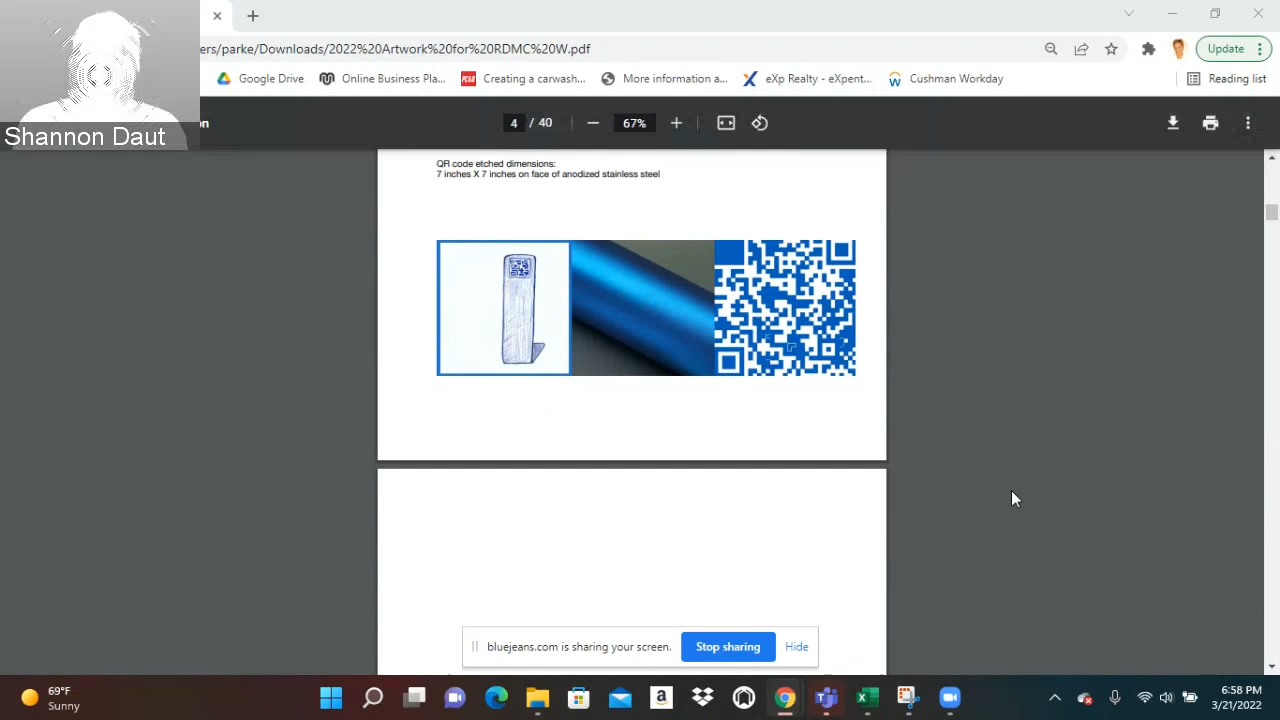 ers/parke/Downloads/2022%20Artwork%20for%20RDMC%20W.pdf
Update
Google Drive
Online Business Pla...
Creating a carwash...
More information a...
eXp Realty - eXpent...
Cushman Workday
Reading list
Shannon Daut
on
4 / 40
67%
QR code etched dimensions:
7 inches X 7 inches on face of anodized stainless steel
bluejeans.com is sharing your screen.
Stop sharing
Hide
69°F
Sunny
6:58 PM
3/21/2022